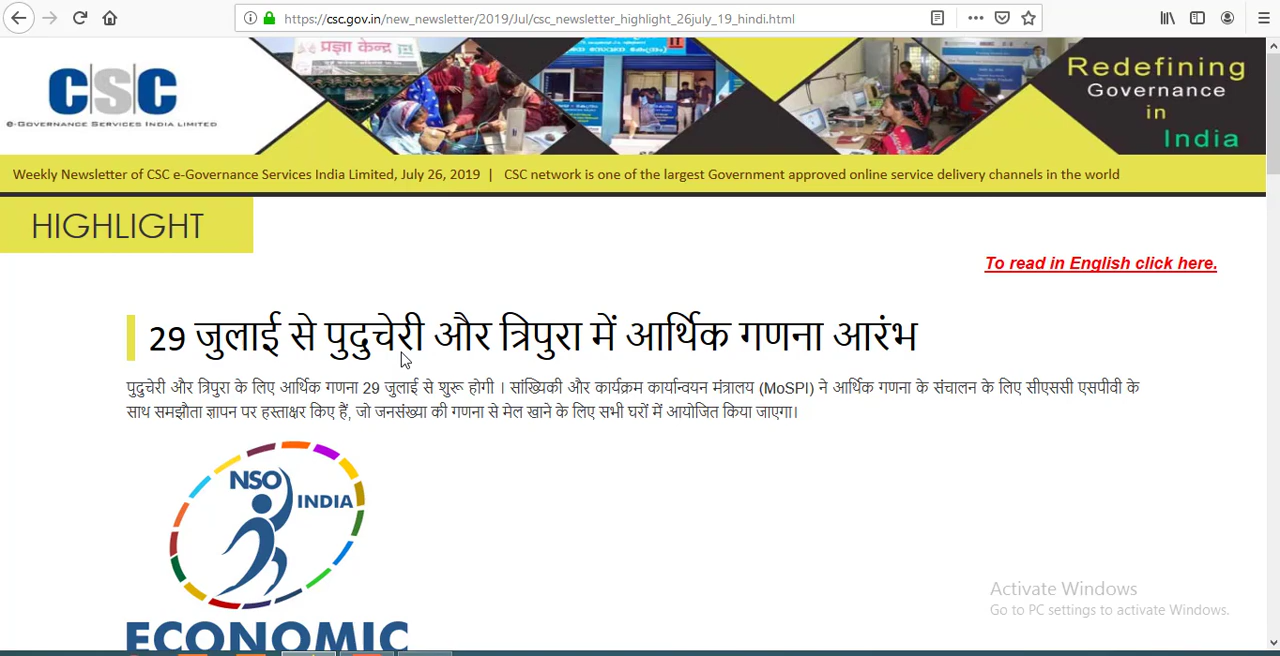 https://csc.gov.in/new_newsletter/2019/Jul/csc_newsletter_highlight_26july_19_hindi.html
CSC
e-Governance Services India Limited
प्रज्ञा केन्द्र
Redefining
Governance
in
India
Weekly Newsletter of CSC e-Governance Services India Limited, July 26, 2019 | CSC network is one of the largest Government approved online service delivery channels in the world
HIGHLIGHT
To read in English click here.
29 जुलाई से पुदुचेरी और त्रिपुरा में आर्थिक गणना आरंभ
पुदुचेरी और त्रिपुरा के लिए आर्थिक गणना 29 जुलाई से शुरू होगी । सांख्यिकी और कार्यक्रम कार्यान्वयन मंत्रालय (MoSPI) ने आर्थिक गणना के संचालन के लिए सीएससी एसपीवी के
साथ समझौता ज्ञापन पर हस्ताक्षर किए हैं, जो जनसंख्या की गणना से मेल खाने के लिए सभी घरों में आयोजित किया जाएगा।
NSO
INDIA
ECONOMIC
Activate Windows
Go to PC settings to activate Windows.